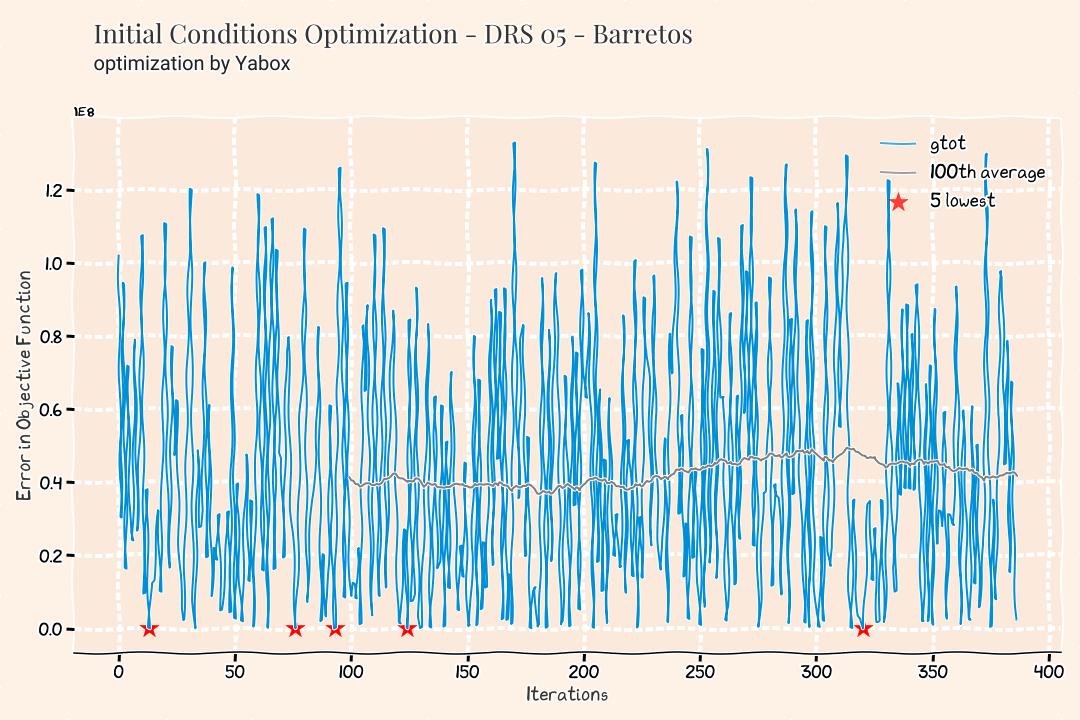 Initial Conditions Optimization - DRS 05 - Barretos
optimization by Yabox
1E8
gtot
100th average
5 lowest
1.2
1.0
0.8
0.6
0.4
0.2
0.0
Error in Objective Function
0 50 100 150 200 250 300 350 400
Iterations